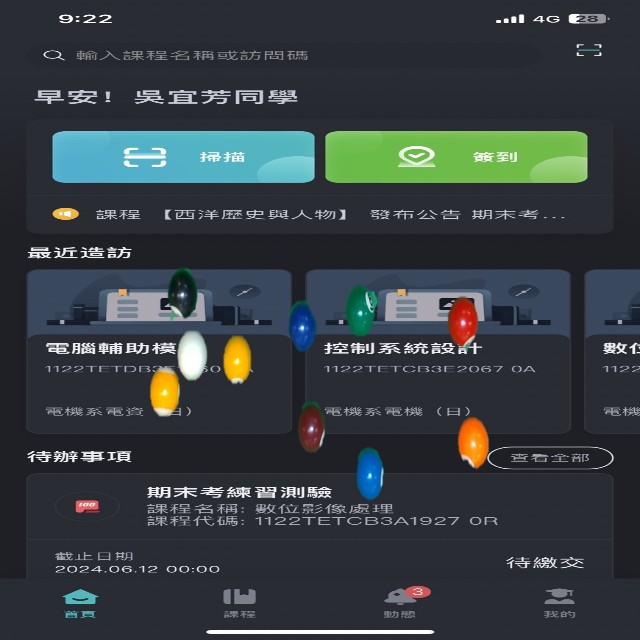 9:22
4G 28
輸入課程名稱或訪問碼
早安! 吳宜芳同學
掃描
簽到
課程 【西洋歷史與人物】 發布公告 期末考...
最近造訪
電腦輔助模
控制系統設計
數位
1122TETCB3E2067 0A
1122
電機系電資
日)
電機系電機 (日)
電機
待辦事項
查看全部
100
期末考練習測驗
課程名稱: 數位影像處理
課程代碼: 1122TETCB3A1927 0R
截止日期
2024.06.12 00:00
待繳交
首頁
課程
3
動態
我的